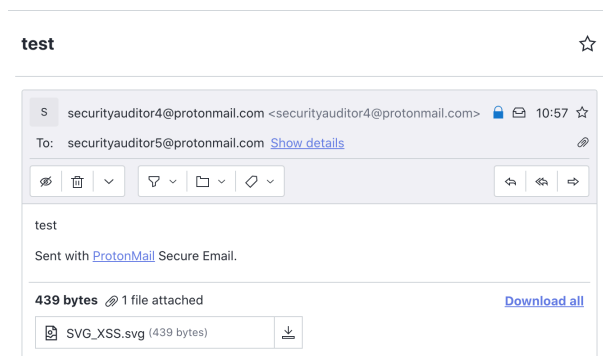 test
S securityauditor4@protonmail.com <securityauditor4@protonmail.com> 10:57
To: securityauditor5@protonmail.com Show details
test
Sent with ProtonMail Secure Email.
439 bytes 1 file attached Download all
SVG_XSS.svg (439 bytes)